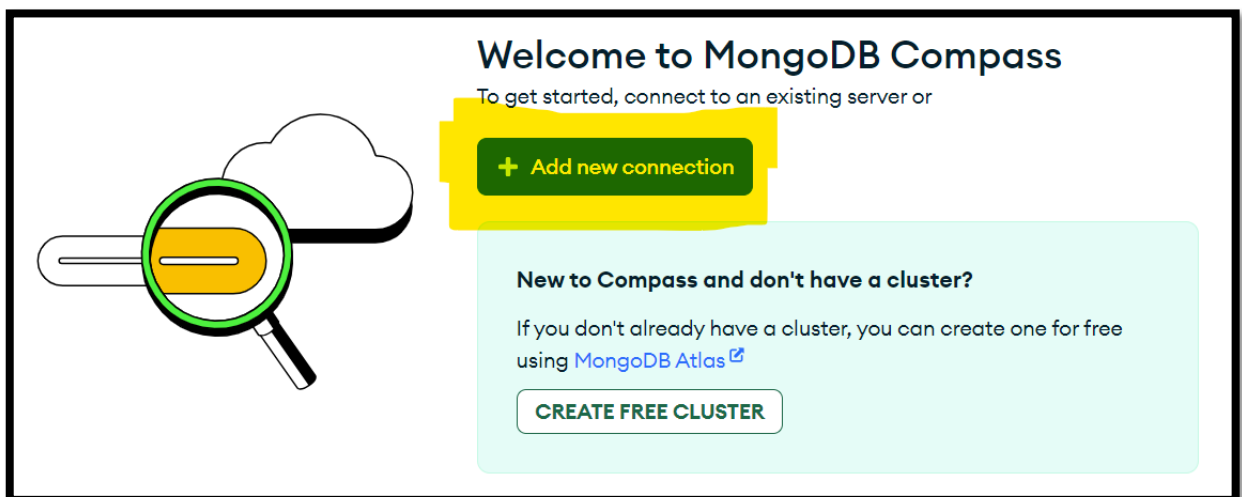 Welcome to MongoDB Compass
To get started, connect to an existing server or
+ Add new connection
New to Compass and don't have a cluster?
If you don't already have a cluster, you can create one for free
using MongoDB Atlas
CREATE FREE CLUSTER